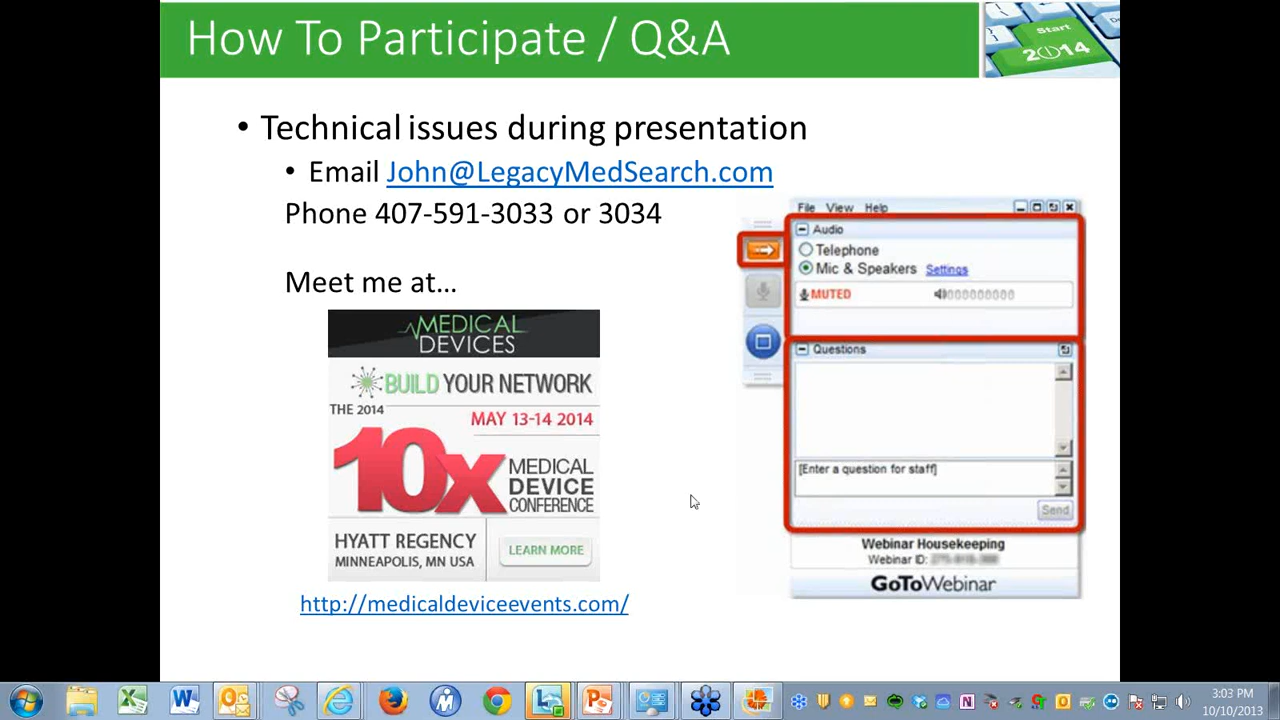 How To Participate / Q&A
Start
2014
• Technical issues during presentation
• Email John@LegacyMedSearch.com
Phone 407-591-3033 or 3034
Meet me at...
MEDICAL
DEVICES
BUILD YOUR NETWORK
THE 2014
MAY 13-14 2014
10x
MEDICAL
DEVICE
CONFERENCE
HYATT REGENCY
MINNEAPOLIS, MN USA
LEARN MORE
http://medicaldeviceevents.com/
File View Help
Audio
Telephone
Mic & Speakers Settings
MUTED
Questions
[Enter a question for staff]
Send
Webinar Housekeeping
Webinar ID:
GoToWebinar
3:03 PM
10/10/2013